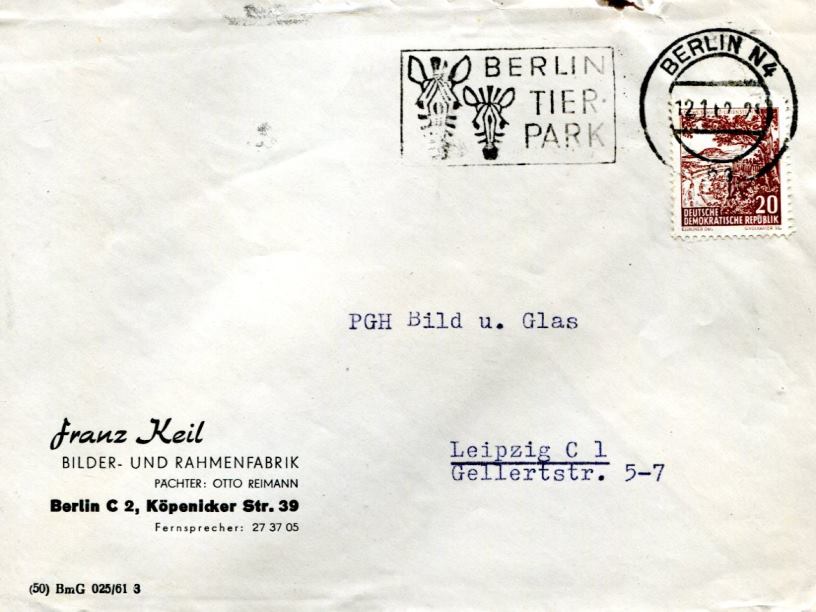 BERLIN
TIER-
PARK
BERLIN N4
20
DEUTSCHE
DEMOKRATISCHE REPUBLIK
PGH Bild u. Glas
Leipzig C 1
Gellertstr. 5-7
Franz Keil
BILDER- UND RAHMENFABRIK
PÄCHTER: OTTO REIMANN
Berlin C 2, Köpenicker Str. 39
Fernsprecher: 27 37 05
(50) BmG 025/61 3